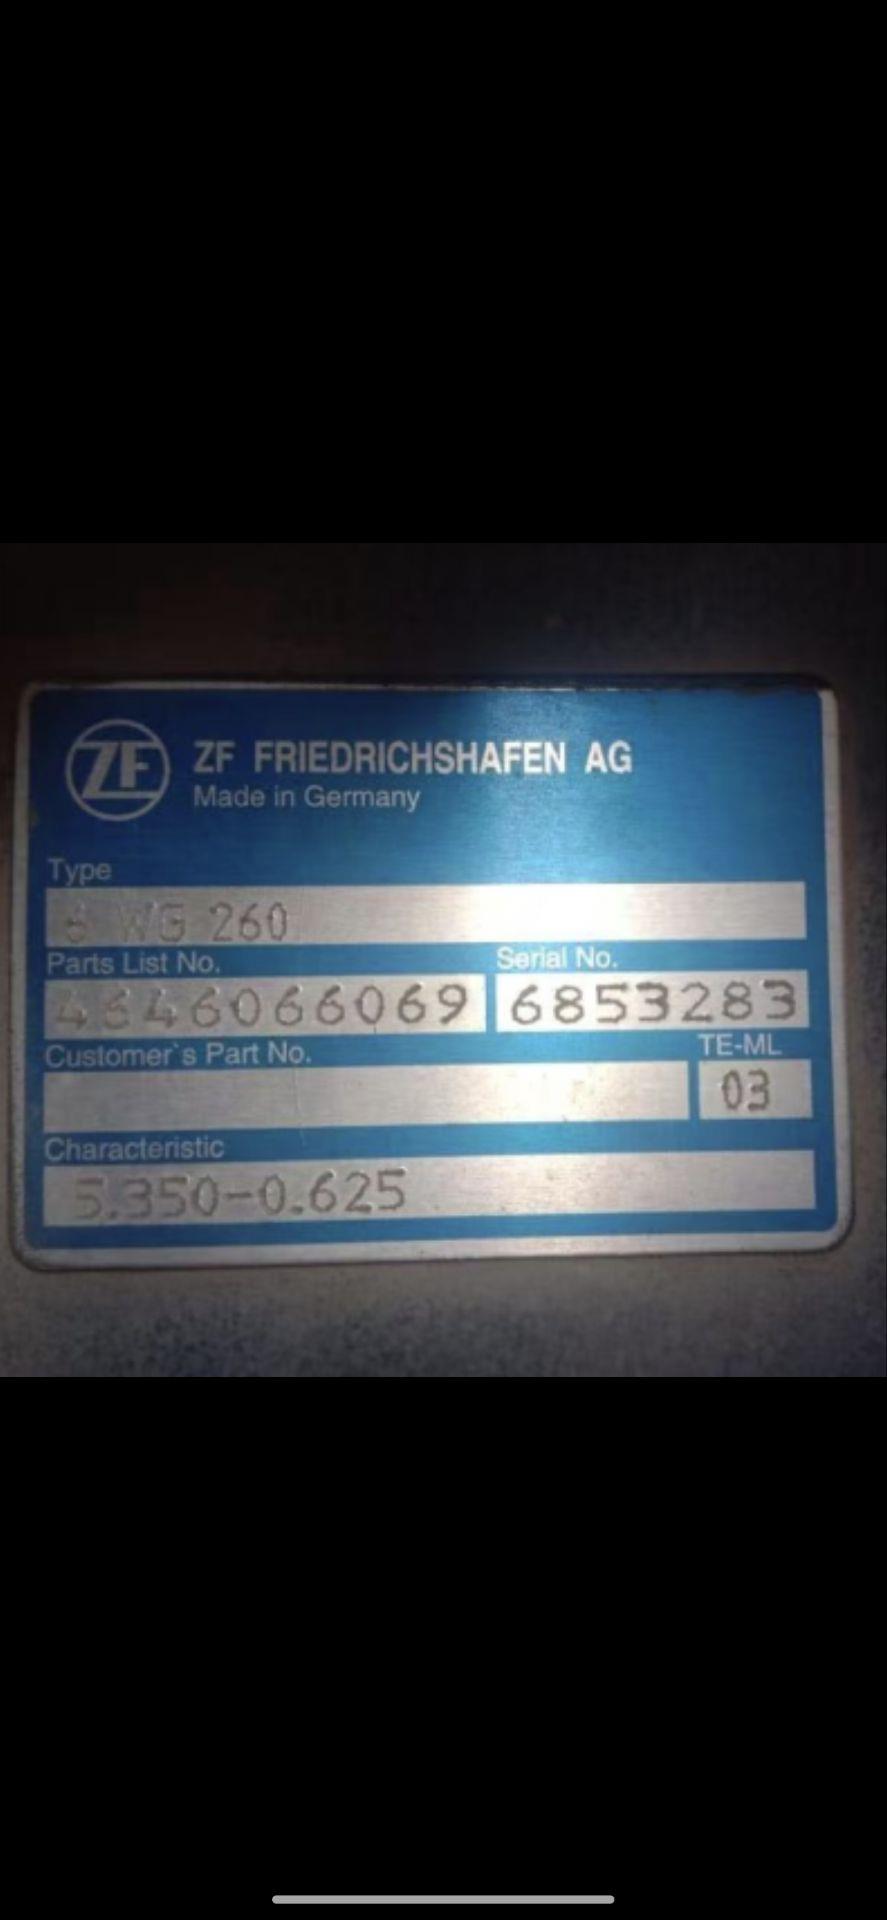 ZF
ZF FRIEDRICHSHAFEN AG
Made in Germany
Type
6 WG 260
Parts List No.
4646066069
Serial No.
6853283
Customer`s Part No.
TE-ML
03
Characteristic
5.350-0.625